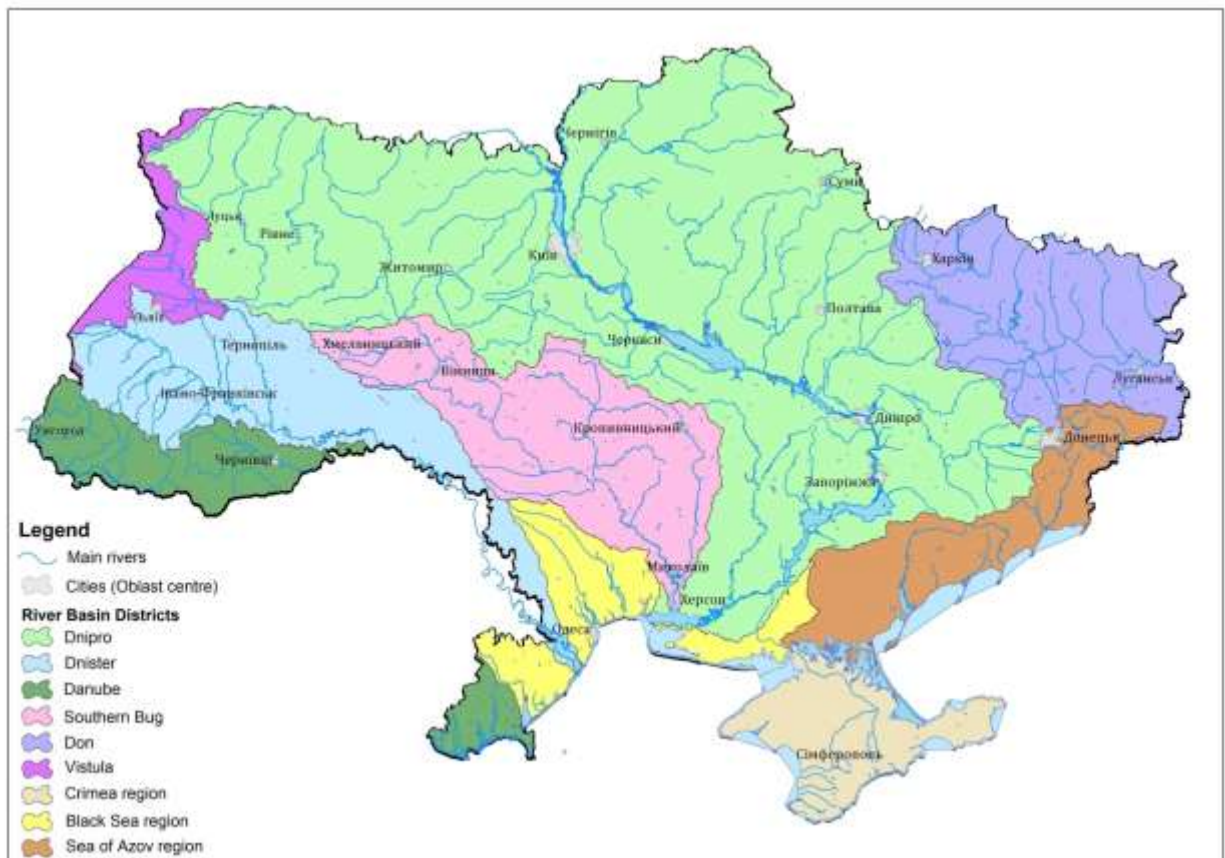 Чернігів
Суми
Луцьк
Рівне
Київ
Харків
Житомир
Львів
Полтава
Тернопіль
Хмельницький
Черкаси
Вінниця
Івано-Франківськ
Луганськ
Ужгород
Кропивницький
Дніпро
Донецьк
Чернівці
Запоріжжя
Миколаїв
Херсон
Одеса
Сімферополь
Legend
Main rivers
Cities (Oblast centre)
River Basin Districts
Dnipro
Dnister
Danube
Southern Bug
Don
Vistula
Crimea region
Black Sea region
Sea of Azov region